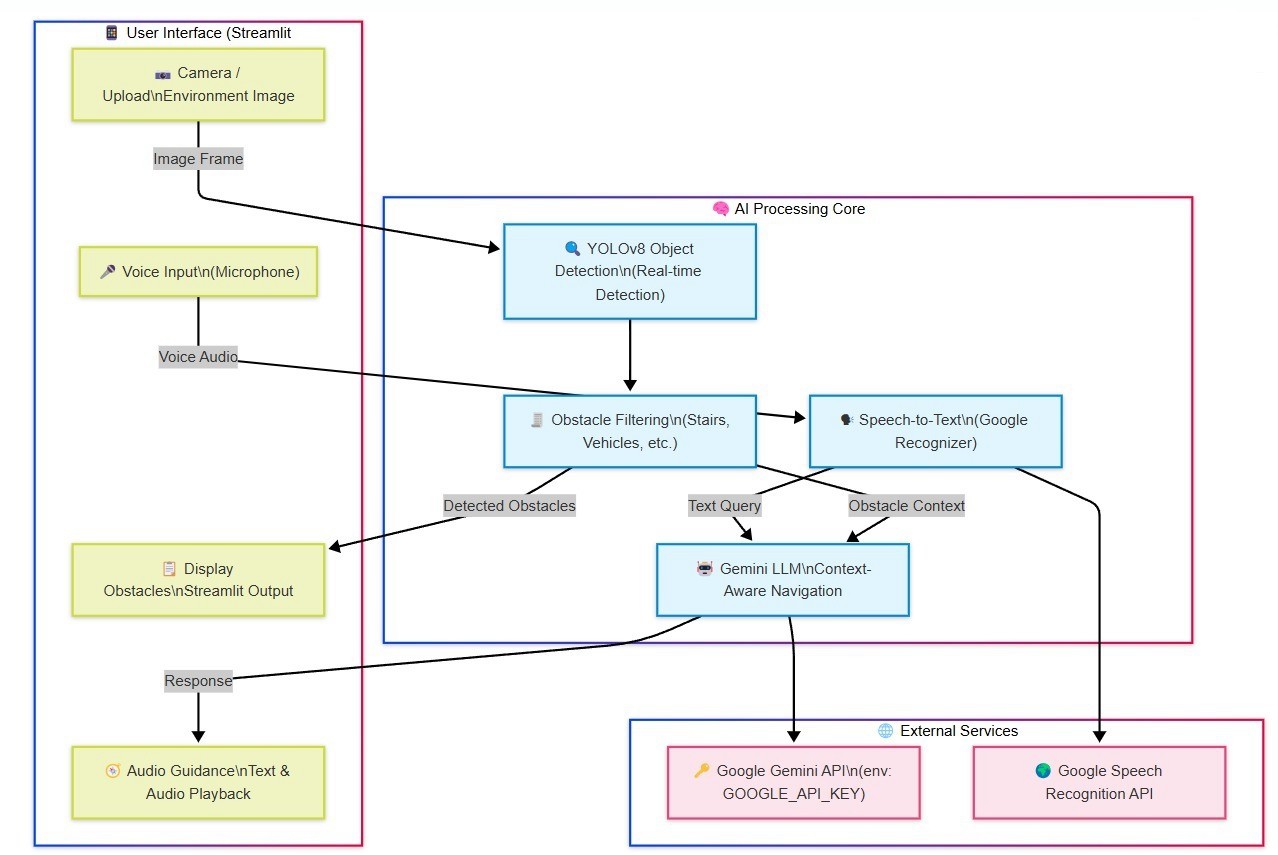 User Interface (Streamlit
Camera /
Upload\nEnvironment Image
Image Frame
AI Processing Core
YOLOv8 Object
Detection\n(Real-time
Detection)
Voice Input\n(Microphone)
Voice Audio
Obstacle Filtering\n(Stairs,
Vehicles, etc.)
Speech-to-Text\n(Google
Recognizer)
Detected Obstacles
Text Query
Obstacle Context
Display
Obstacles\nStreamlit Output
Gemini LLM\nContext-
Aware Navigation
Response
External Services
Audio Guidance\nText &
Audio Playback
Google Gemini API\n(env:
GOOGLE_API_KEY)
Google Speech
Recognition API